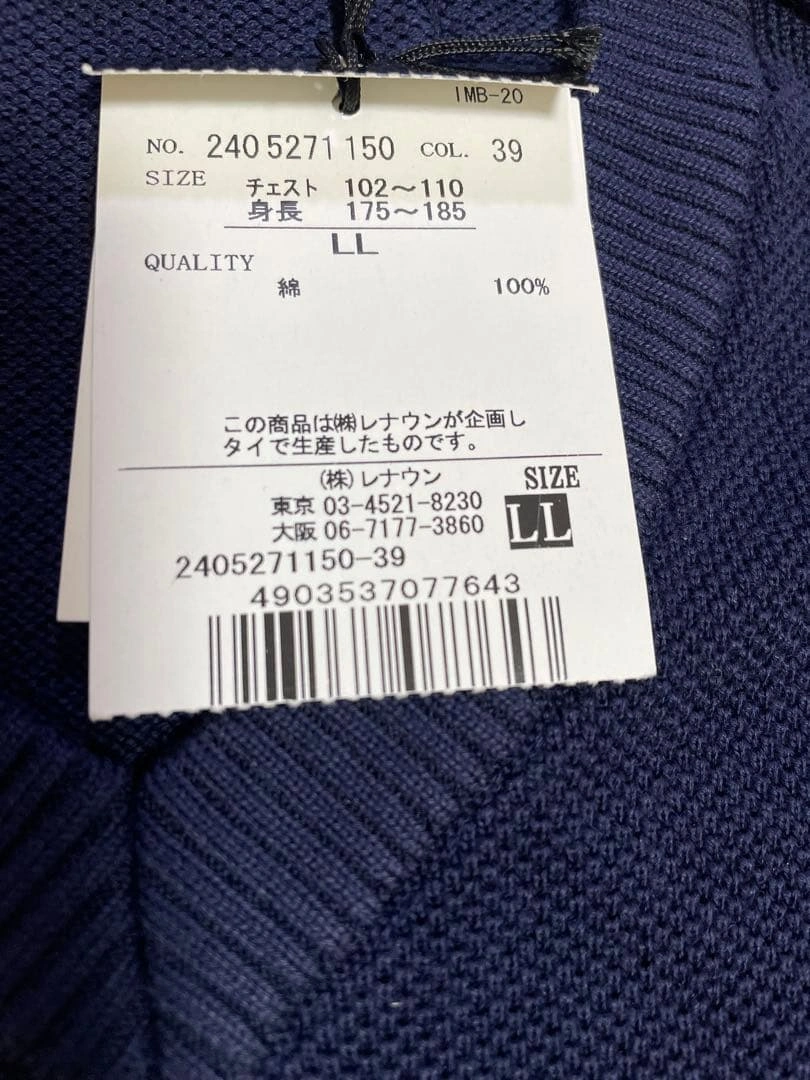 IMB-20
NO. 2405271150 COL. 39
SIZE チェスト 102〜110
身長 175〜185
LL
QUALITY
綿 100%
この商品は㈱レナウンが企画し
タイで生産したものです。
(株)レナウン SIZE
東京 03-4521-8230
大阪 06-7177-3860 LL
2405271150-39
4903537077643